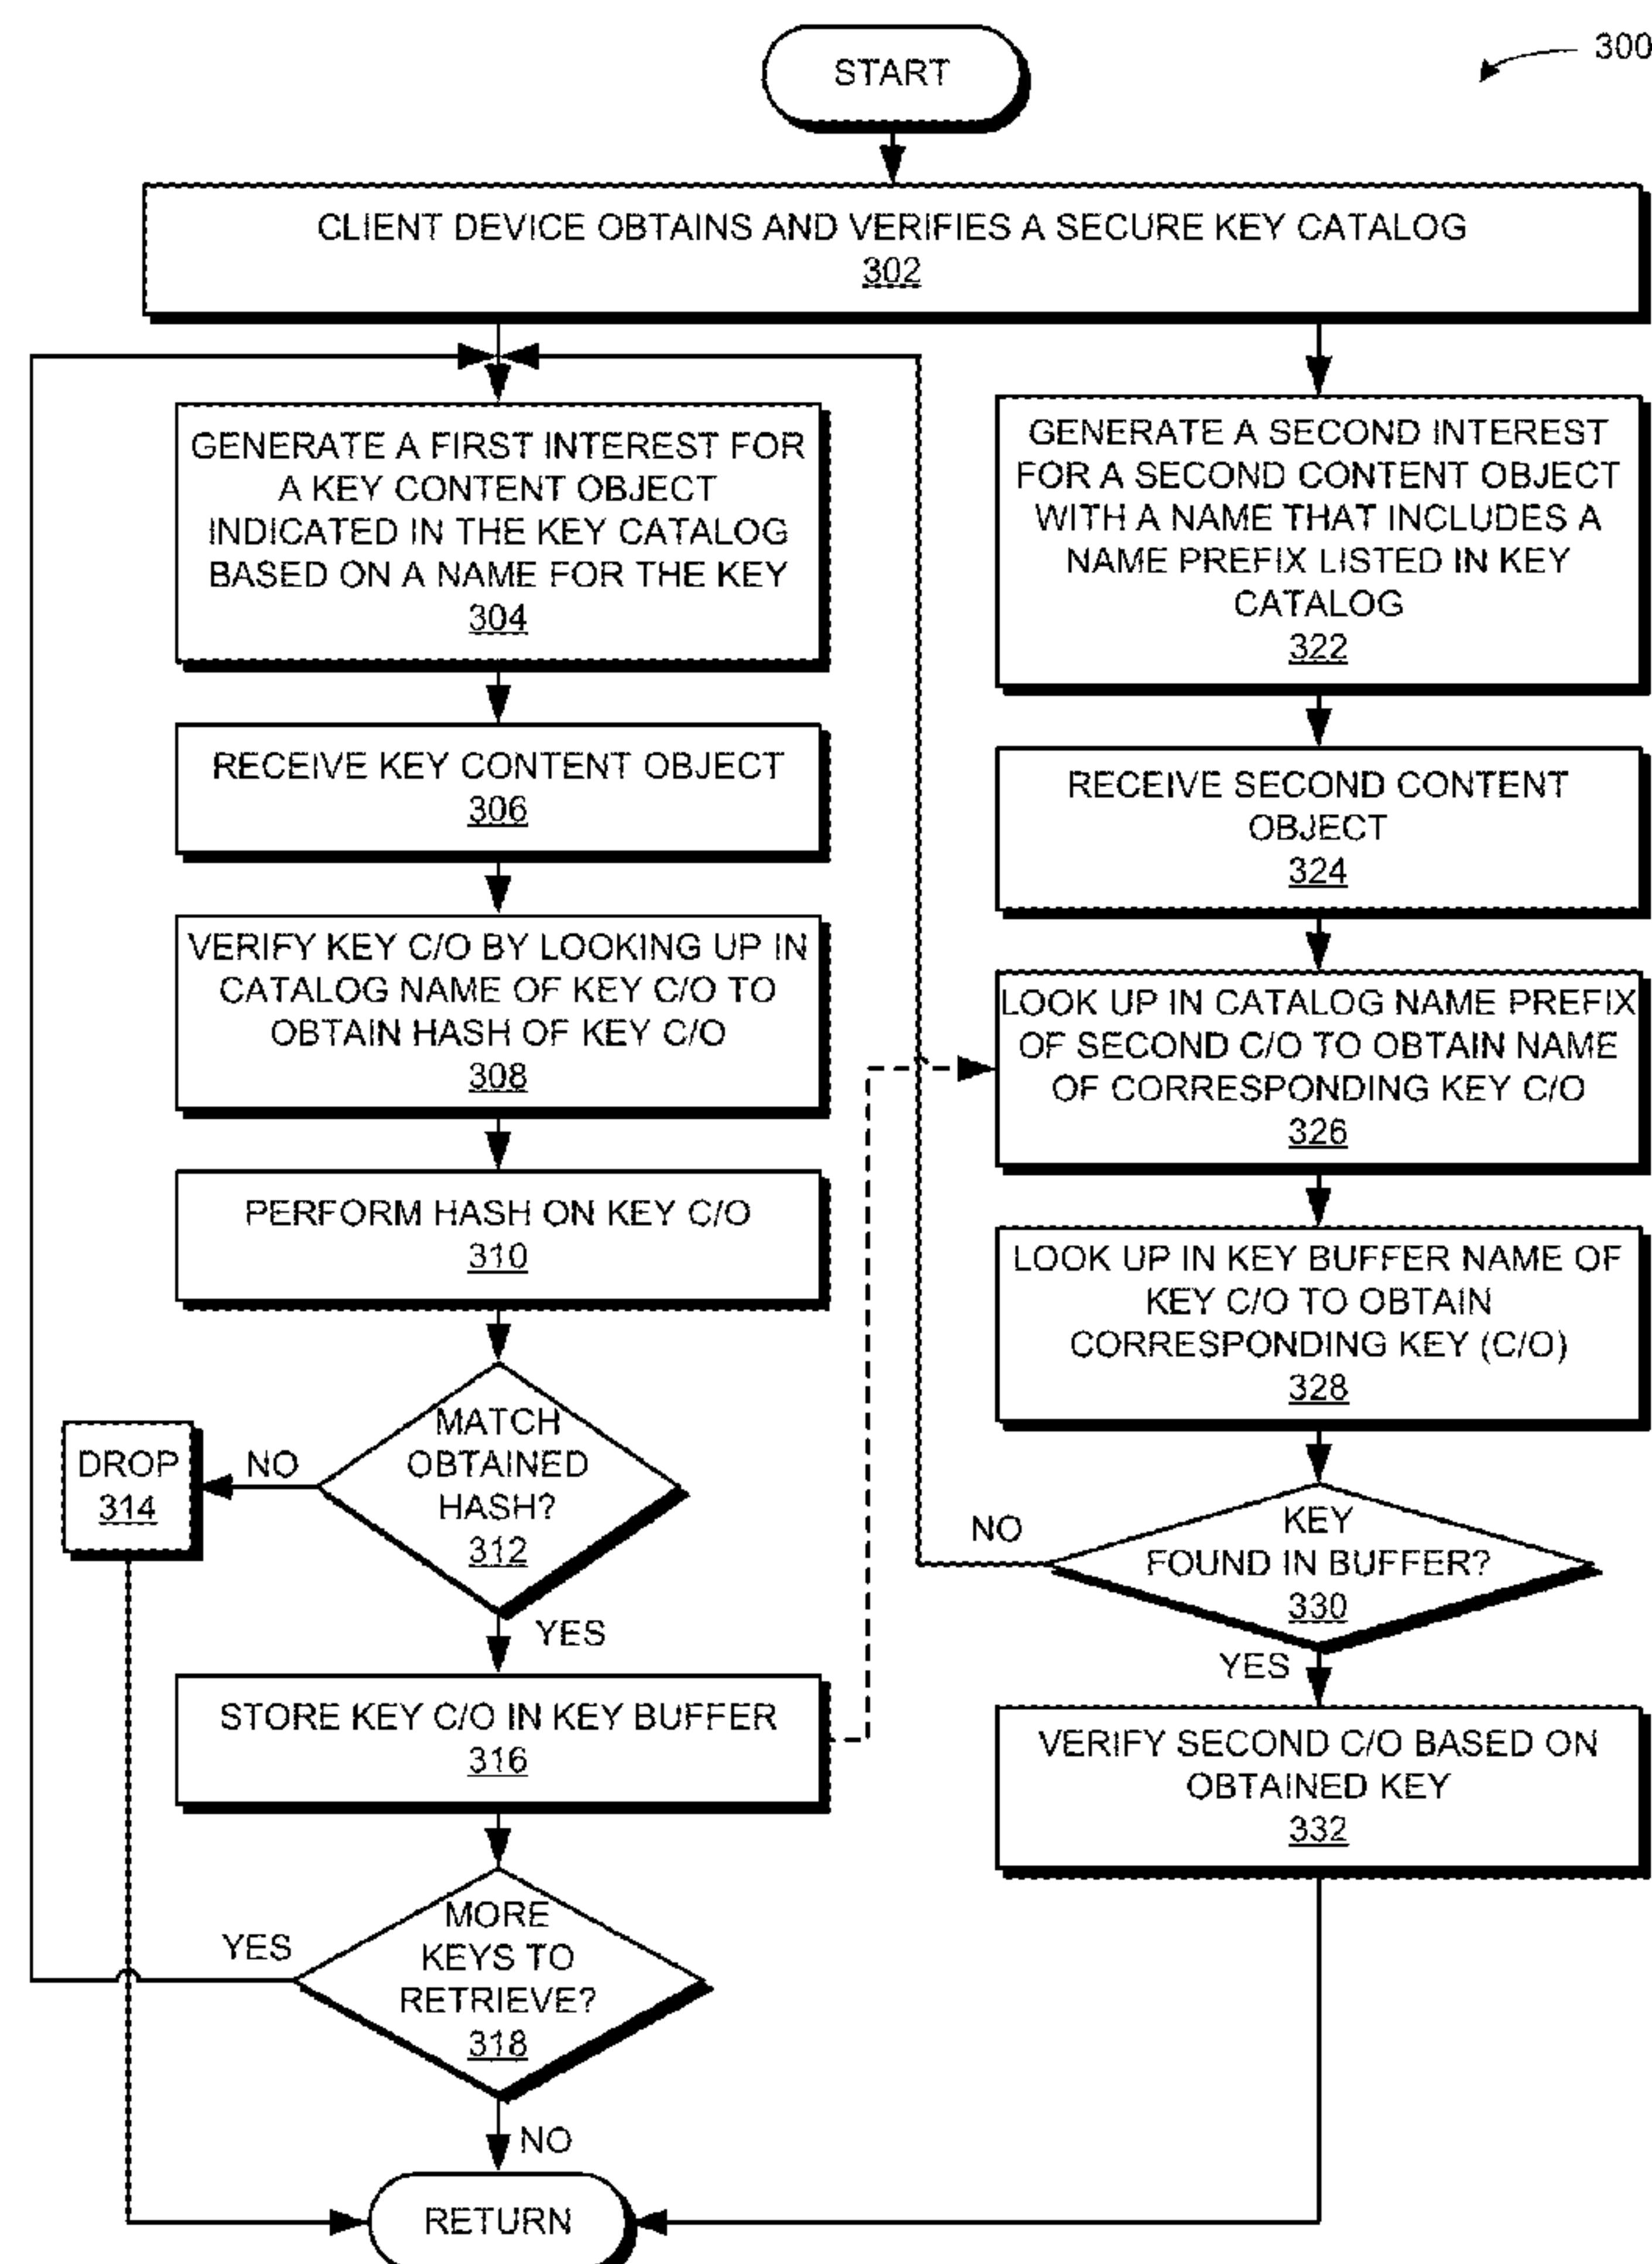 300
START
CLIENT DEVICE OBTAINS AND VERIFIES A SECURE KEY CATALOG
302
GENERATE A FIRST INTEREST FOR
A KEY CONTENT OBJECT
INDICATED IN THE KEY CATALOG
BASED ON A NAME FOR THE KEY
304
RECEIVE KEY CONTENT OBJECT
306
VERIFY KEY C/O BY LOOKING UP IN
CATALOG NAME OF KEY C/O TO
OBTAIN HASH OF KEY C/O
308
PERFORM HASH ON KEY C/O
310
MATCH
OBTAINED
HASH?
312
NO
DROP
314
YES
STORE KEY C/O IN KEY BUFFER
316
MORE
KEYS TO
RETRIEVE?
318
YES
NO
RETURN
GENERATE A SECOND INTEREST
FOR A SECOND CONTENT OBJECT
WITH A NAME THAT INCLUDES A
NAME PREFIX LISTED IN KEY
CATALOG
322
RECEIVE SECOND CONTENT
OBJECT
324
LOOK UP IN CATALOG NAME PREFIX
OF SECOND C/O TO OBTAIN NAME
OF CORRESPONDING KEY C/O
326
LOOK UP IN KEY BUFFER NAME OF
KEY C/O TO OBTAIN
CORRESPONDING KEY (C/O)
328
KEY
FOUND IN BUFFER?
330
NO
YES
VERIFY SECOND C/O BASED ON
OBTAINED KEY
332